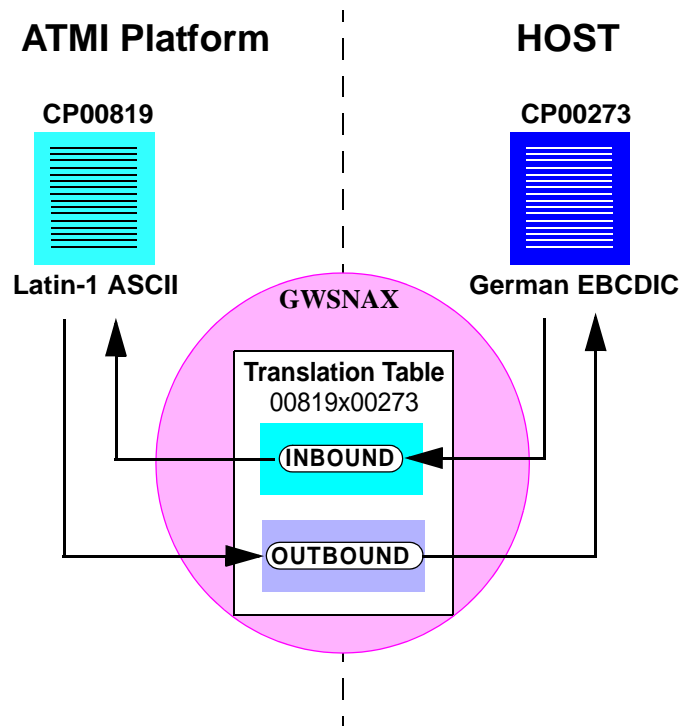 ATMI Platform
HOST
CP00819
CP00273
Latin-1 ASCII
German EBCDIC
GWSNAX
Translation Table
00819x00273
INBOUND
OUTBOUND